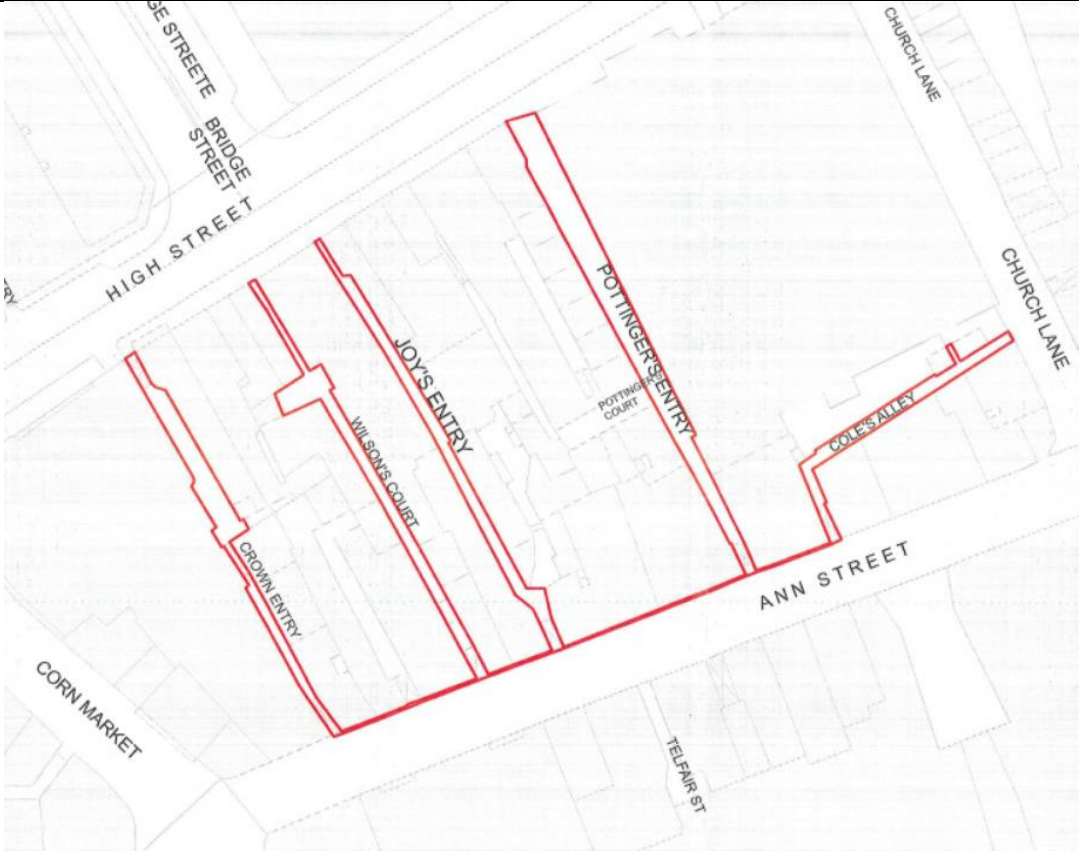 GE STREETE
BRIDGE
STREET
CHURCH LANE
HIGH STREET
RY
CHURCH LANE
POTTINGER'S ENTRY
JOY'S ENTRY
POTTINGER'S
COURT
COLE'S ALLEY
WILSON'S COURT
CROWN ENTRY
ANN STREET
CORN MARKET
TELFAIR ST